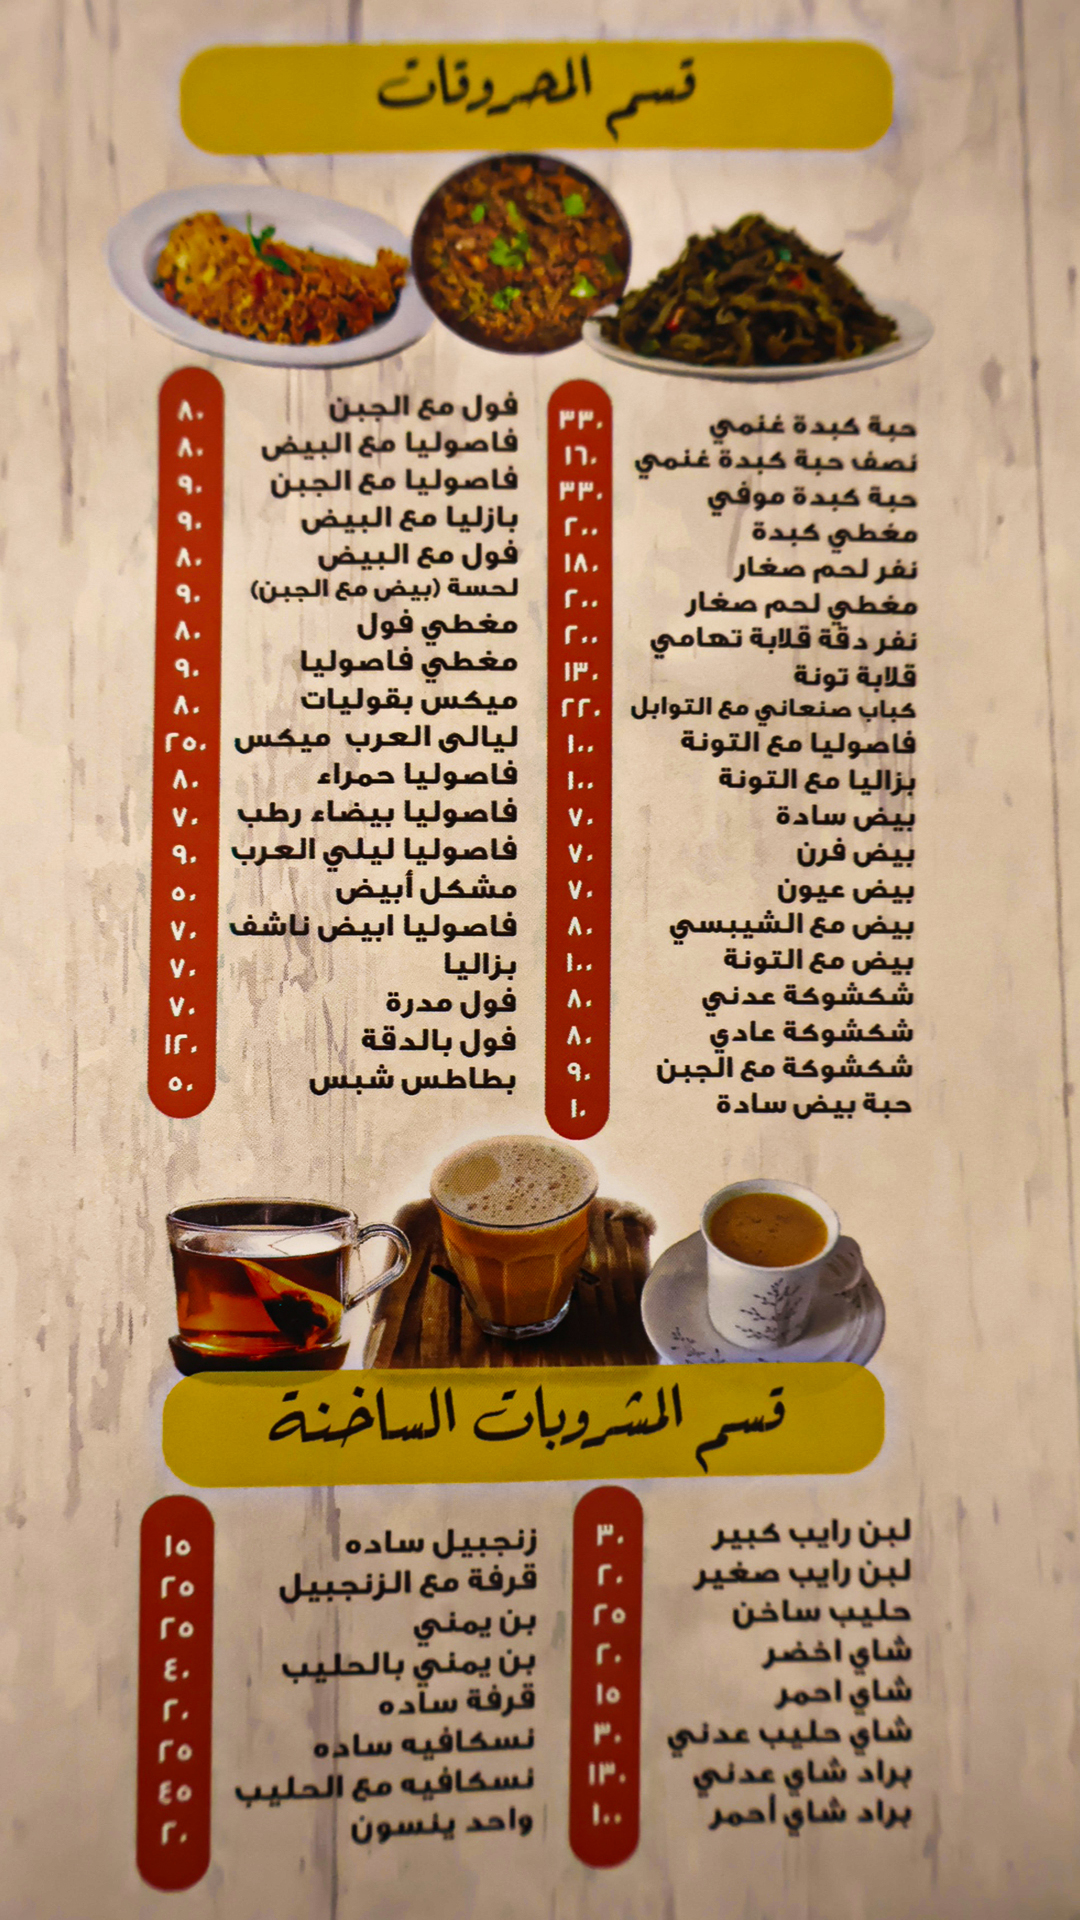 قسم المحروقات
حبة كبدة غنمي ٣٣٠
نصف حبة كبدة غنمي ١٦٠
حبة كبدة موفي ٣٣٠
مغطي كبدة ٢٠٠
نفر لحم صغار ١٨٠
مغطي لحم صغار ٢٠٠
نفر دقة قلابة تهامي ٢٠٠
قلابة تونة ١٣٠
كباب صنعاني مع التوابل ٢٢٠
فاصوليا مع التونة ١٠٠
بزاليا مع التونة ١٠٠
بيض سادة ٧٠
بيض فرن ٧٠
بيض عيون ٧٠
بيض مع الشيبسي ٨٠
بيض مع التونة ١٠٠
شكشوكة عدني ٨٠
شكشوكة عادي ٨٠
شكشوكة مع الجبن ٩٠
حبة بيض سادة ١٠
فول مع الجبن ٨٠
فاصوليا مع البيض ٨٠
فاصوليا مع الجبن ٩٠
بازليا مع البيض ٩٠
فول مع البيض ٨٠
لحسة (بيض مع الجبن) ٩٠
مغطي فول ٨٠
مغطي فاصوليا ٩٠
ميكس بقوليات ٨٠
ليالى العرب ميكس ٢٥٠
فاصوليا حمراء ٨٠
فاصوليا بيضاء رطب ٧٠
فاصوليا ليلي العرب ٩٠
مشكل أبيض ٥٠
فاصوليا ابيض ناشف ٧٠
بزاليا ٧٠
فول مدرة ٧٠
فول بالدقة ١٢٠
بطاطس شبس ٥٠
قسم المشروبات الساخنة
لبن رايب كبير ٣٠
لبن رايب صغير ٢٠
حليب ساخن ٢٥
شاي اخضر ٢٠
شاي احمر ١٥
شاي حليب عدني ٣٠
براد شاي عدني ١٣٠
براد شاي أحمر ١٠٠
زنجبيل ساده ١٥
قرفة مع الزنجبيل ٢٥
بن يمني ٢٥
بن يمني بالحليب ٤٠
قرفة ساده ٢٠
نسكافيه ساده ٢٥
نسكافيه مع الحليب ٤٥
واحد ينسون ٢٠